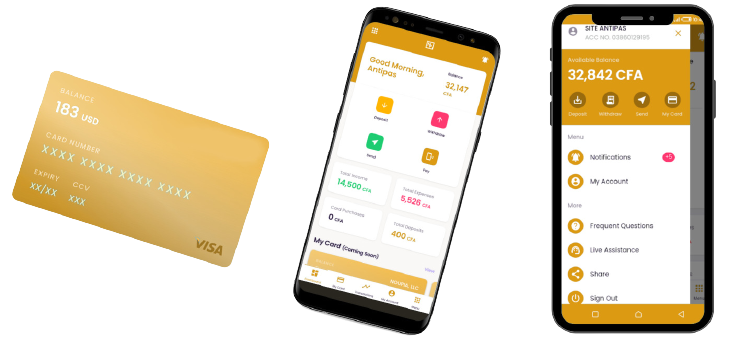 BALANCE
183 USD
CARD NUMBER
XXXX XXXX XXXX XXXX
EXPIRY CCV
XX/XX XXX
VISA
Good Morning,
Antipas
Balance
32,147
CFA
Deposit
Withdraw
Send
Pay
Total Income
14,500 CFA
Total Expenses
5,526 CFA
Card Purchases
0 CFA
Total Deposits
400 CFA
My Card (Coming Soon)
SITE ANTIPAS
ACC NO. 03960129195
Available Balance
32,842 CFA
Deposit Withdraw Send My Card
Menu
Notifications +5
My Account
More
Frequent Questions
Live Assistance
Share
Sign Out